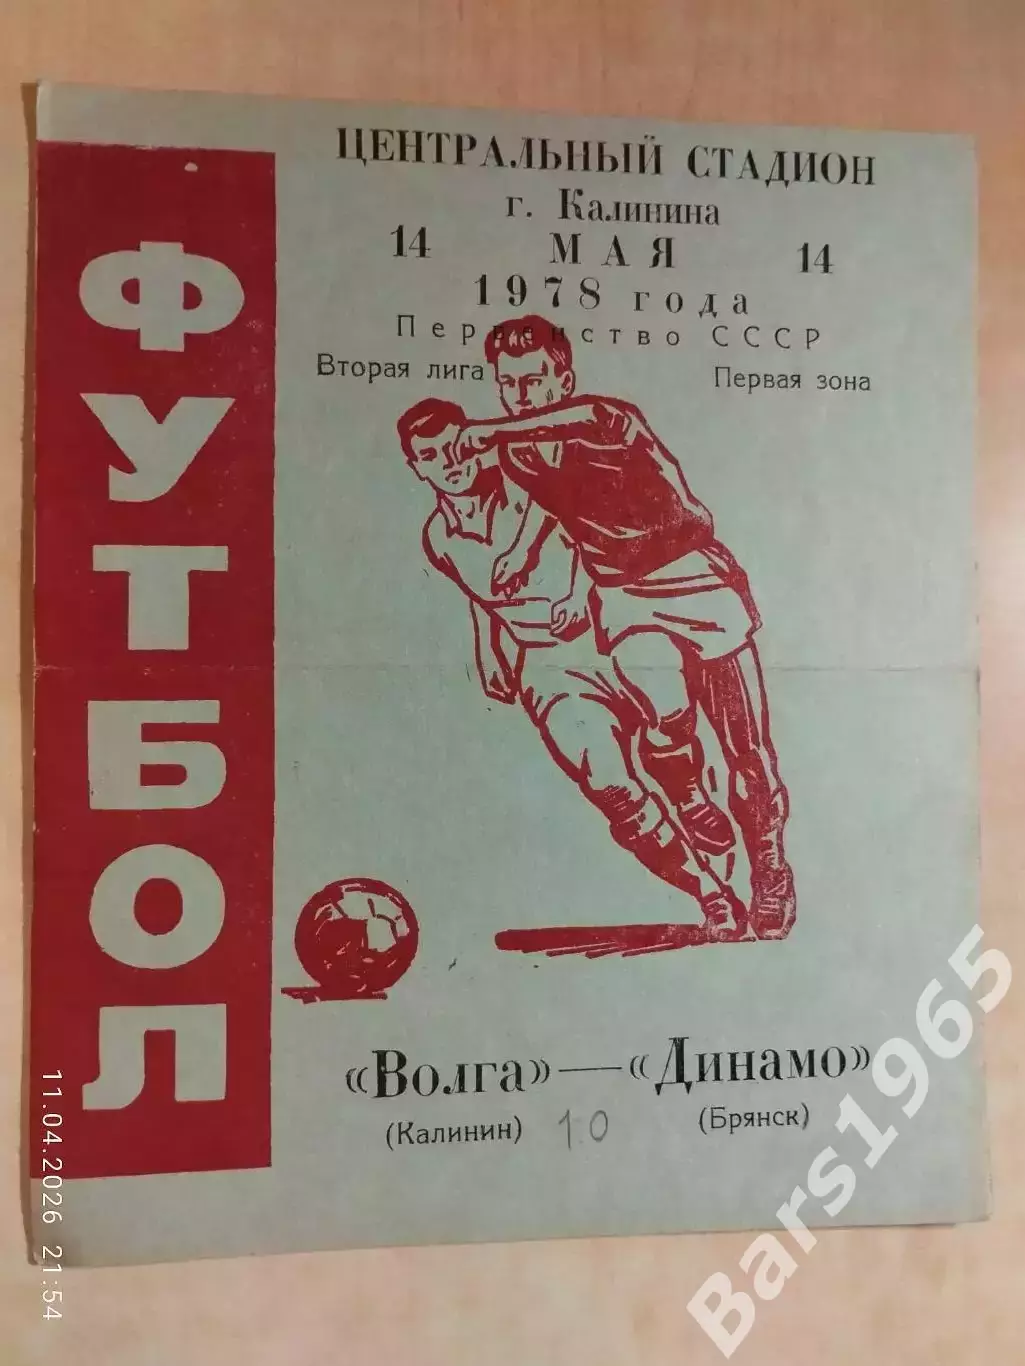 ФУТБОЛ
ЦЕНТРАЛЬНЫЙ СТАДИОН
г. Калинина
14 МАЯ 14
1978 года
Первенство СССР
Вторая лига Первая зона
«Волга» — «Динамо»
(Калинин) 1:0 (Брянск)
11.04.2026 21:54
Bars1965